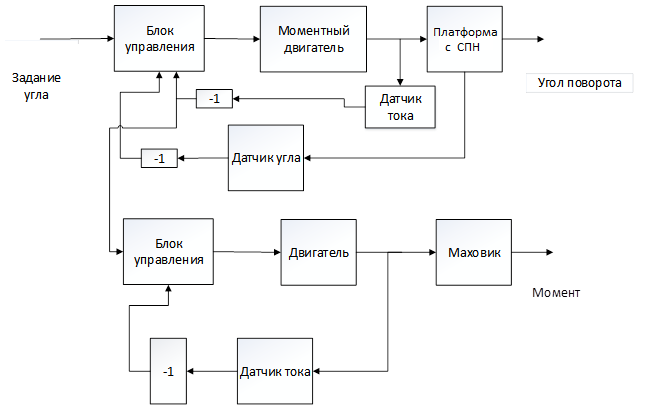 Блок
управления
Моментный
двигатель
Платформа
с СПН
Задание
угла
Угол поворота
-1
Датчик
тока
-1
Датчик угла
Блок
управления
Двигатель
Маховик
Момент
-1
Датчик тока